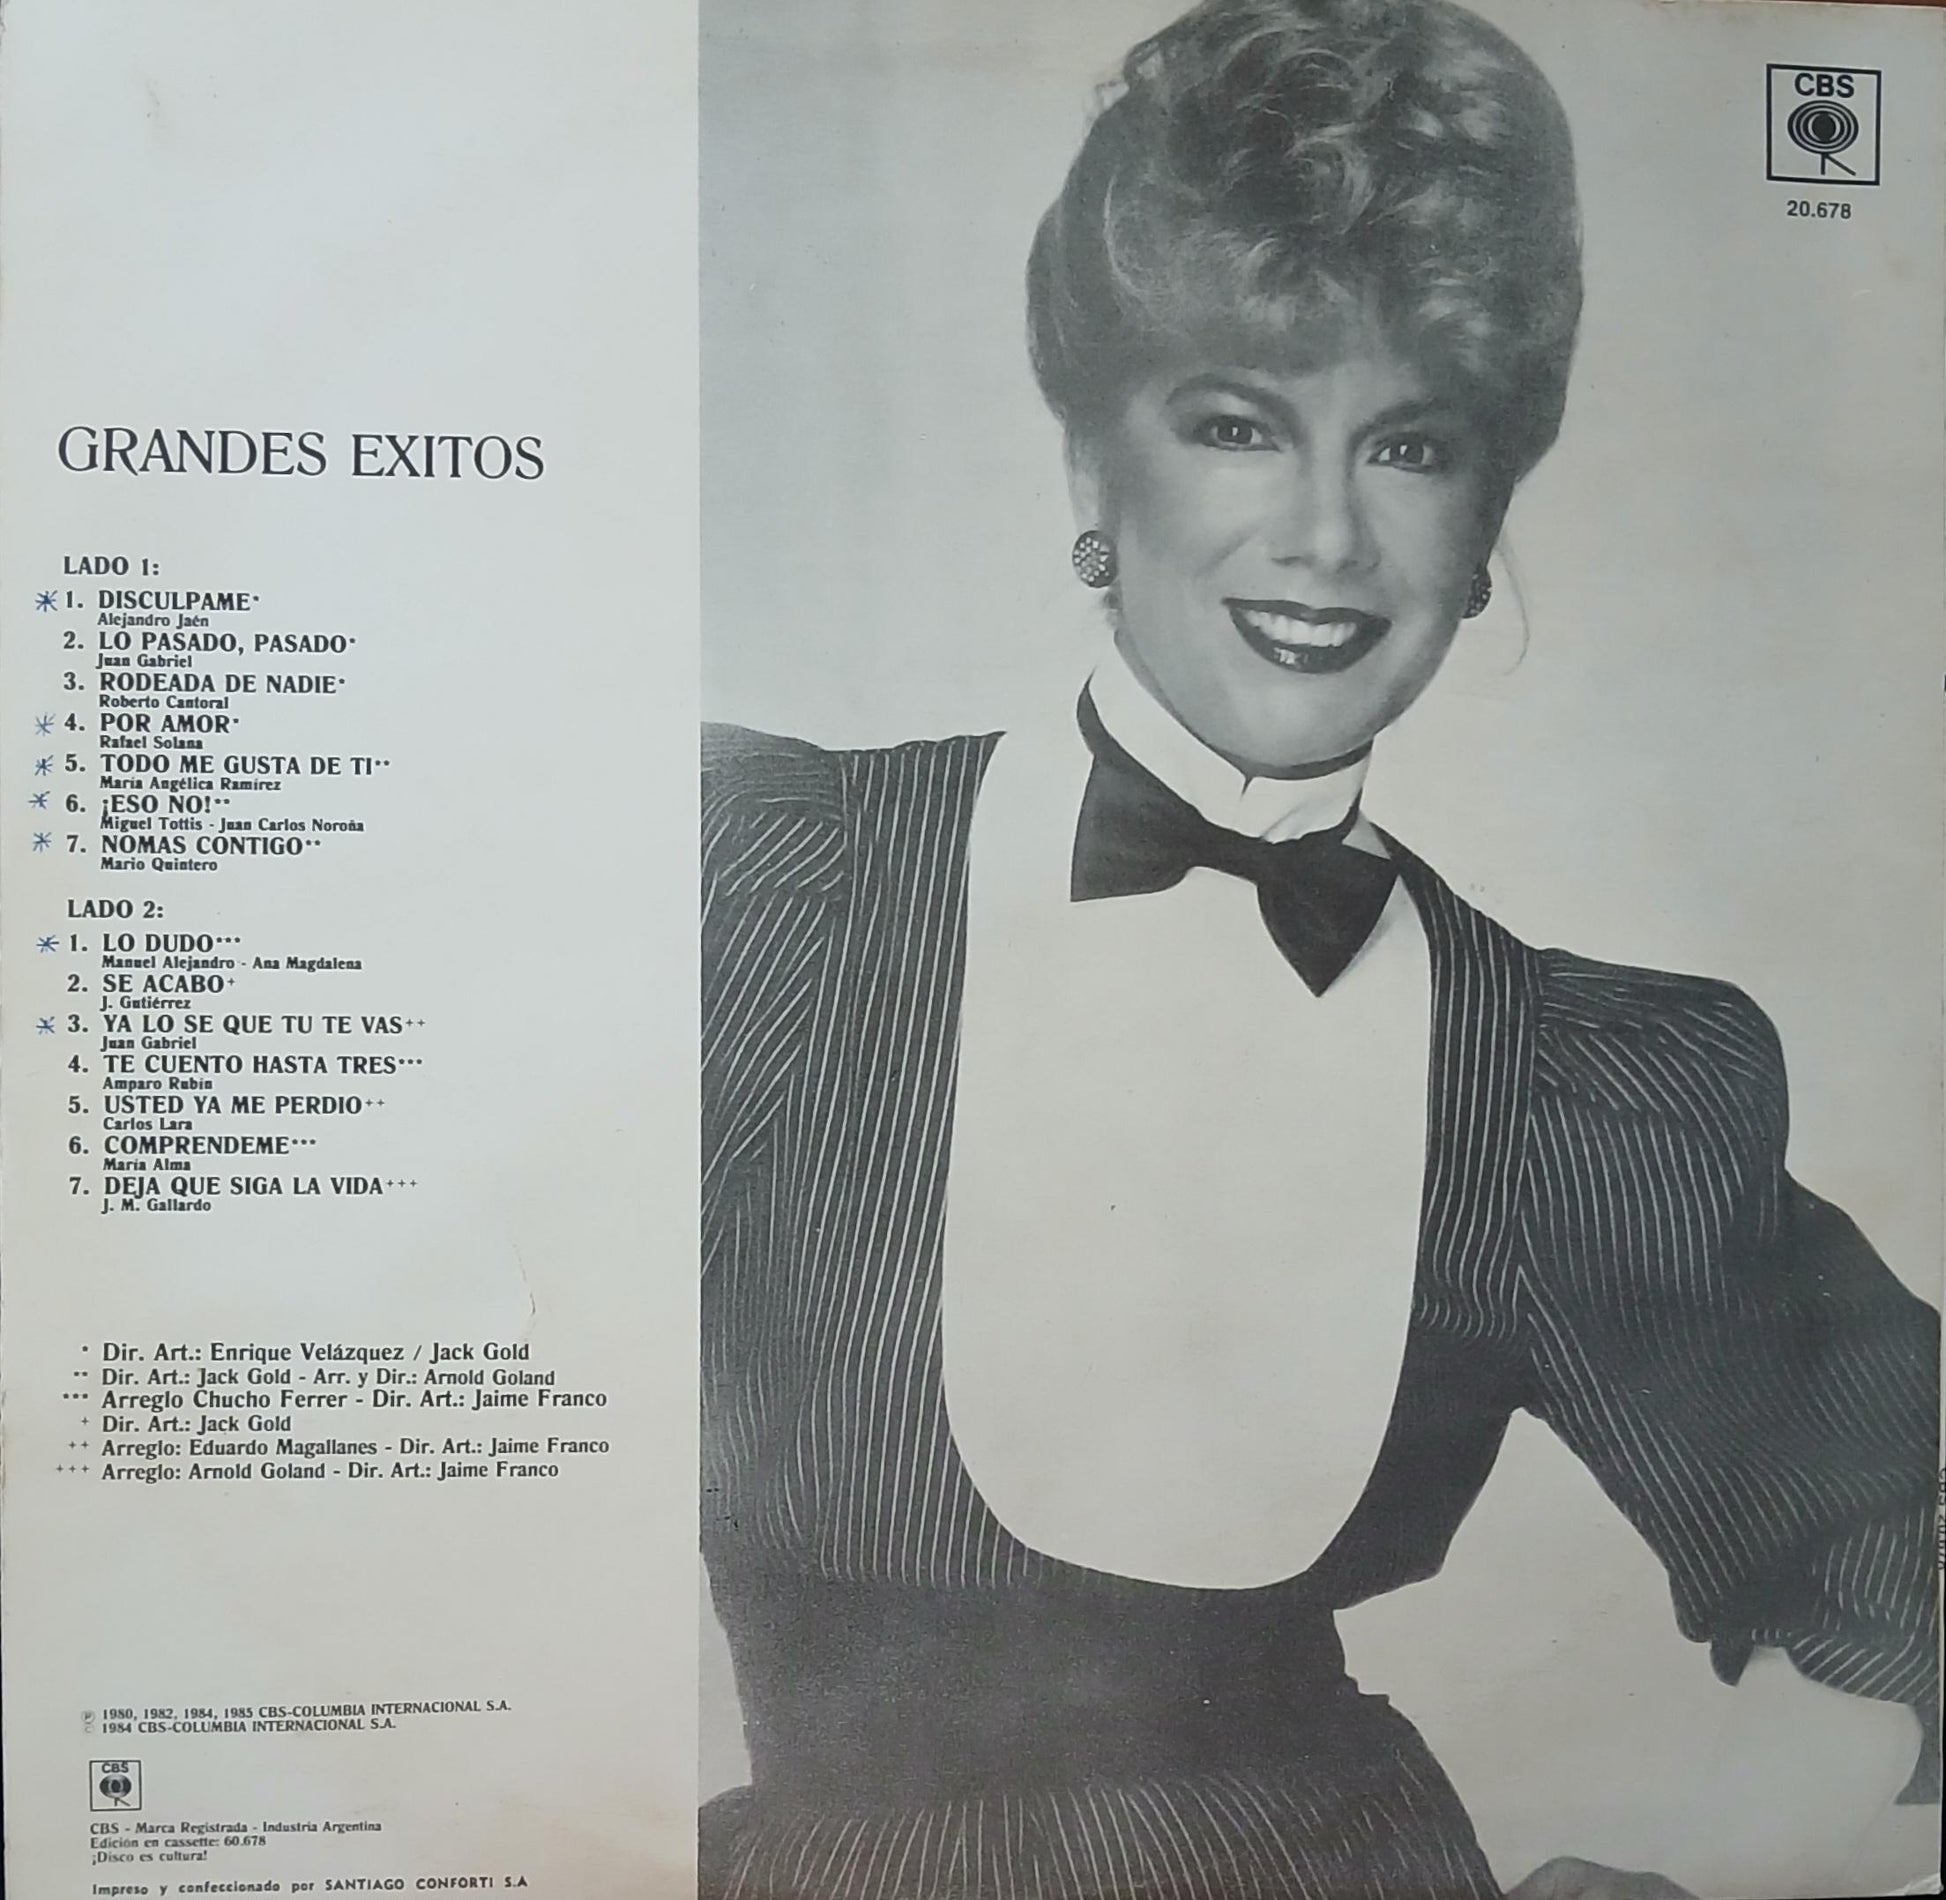 CBS
20.678
GRANDES EXITOS
LADO 1:
1. DISCULPAME*
Alejandro Jaén
2. LO PASADO, PASADO*
Juan Gabriel
3. RODEADA DE NADIE*
Roberto Cantoral
4. POR AMOR*
Rafael Solana
5. TODO ME GUSTA DE TI**
María Angélica Ramírez
6. ¡ESO NO!**
Miguel Tottis - Juan Carlos Noroña
7. NOMAS CONTIGO**
Mario Quintero
LADO 2:
1. LO DUDO***
Manuel Alejandro - Ana Magdalena
2. SE ACABO+
J. Gutiérrez
3. YA LO SE QUE TU TE VAS++
Juan Gabriel
4. TE CUENTO HASTA TRES***
Amparo Rubín
5. USTED YA ME PERDIO++
Carlos Lara
6. COMPRENDEME***
María Alma
7. DEJA QUE SIGA LA VIDA+++
J. M. Gallardo
* Dir. Art.: Enrique Velázquez / Jack Gold
** Dir. Art.: Jack Gold - Arr. y Dir.: Arnold Goland
*** Arreglo Chucho Ferrer - Dir. Art.: Jaime Franco
+ Dir. Art.: Jack Gold
++ Arreglo: Eduardo Magallanes - Dir. Art.: Jaime Franco
+++ Arreglo: Arnold Goland - Dir. Art.: Jaime Franco
℗ 1980, 1982, 1984, 1985 CBS-COLUMBIA INTERNACIONAL S.A.
© 1984 CBS-COLUMBIA INTERNACIONAL S.A.
CBS
CBS - Marca Registrada - Industria Argentina
Edición en cassette: 60.678
¡Disco es cultura!
Impreso y confeccionado por SANTIAGO CONFORTI S.A